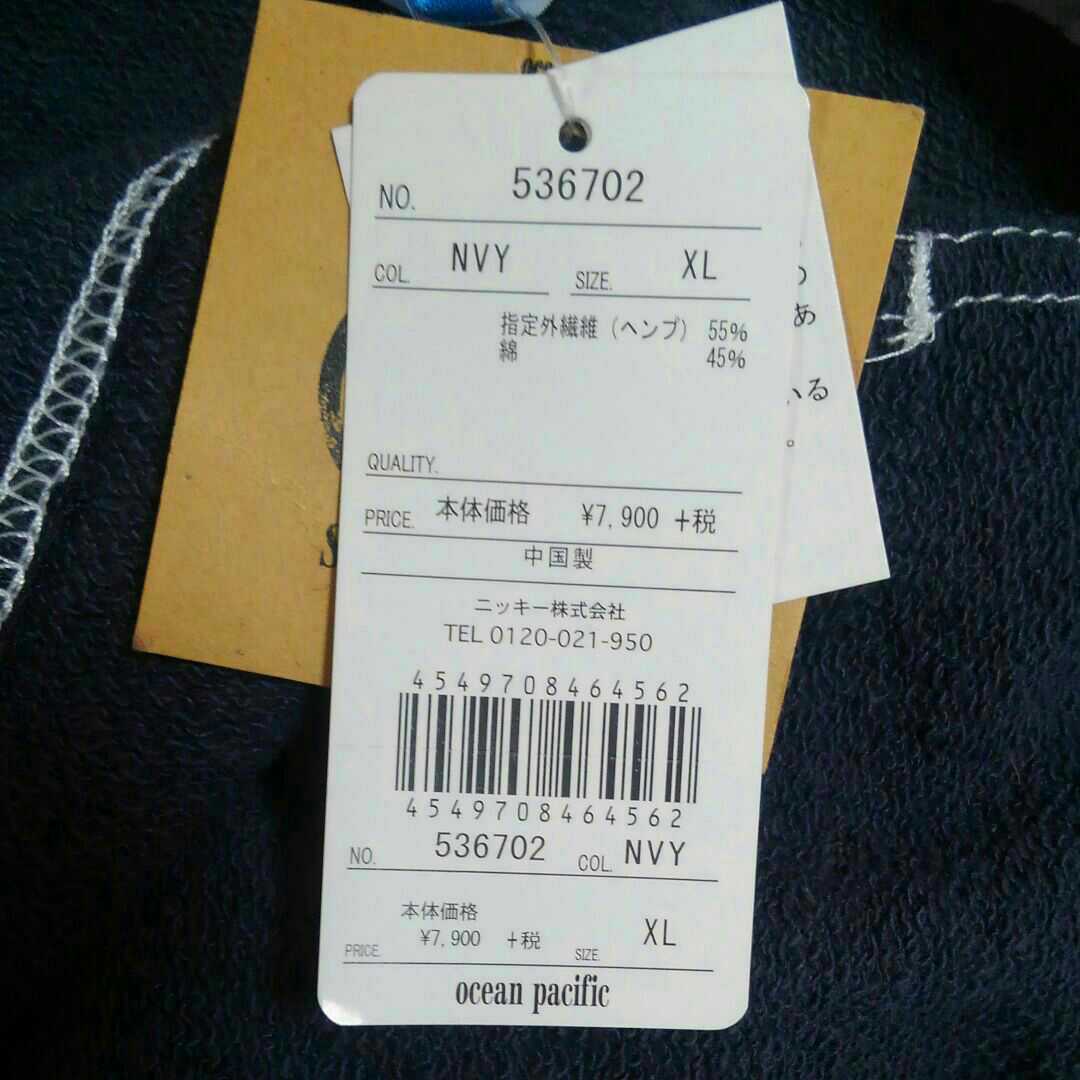 NO. 536702
COL. NVY SIZE. XL
指定外繊維（ヘンプ） 55%
綿 45%
QUALITY.
PRICE. 本体価格 ¥7,900 +税
中国製
ニッキー株式会社
TEL 0120-021-950
4549708464562
4549708464562
NO. 536702 COL. NVY
本体価格
PRICE. ¥7,900 +税 SIZE. XL
ocean pacific
あ
いる
。